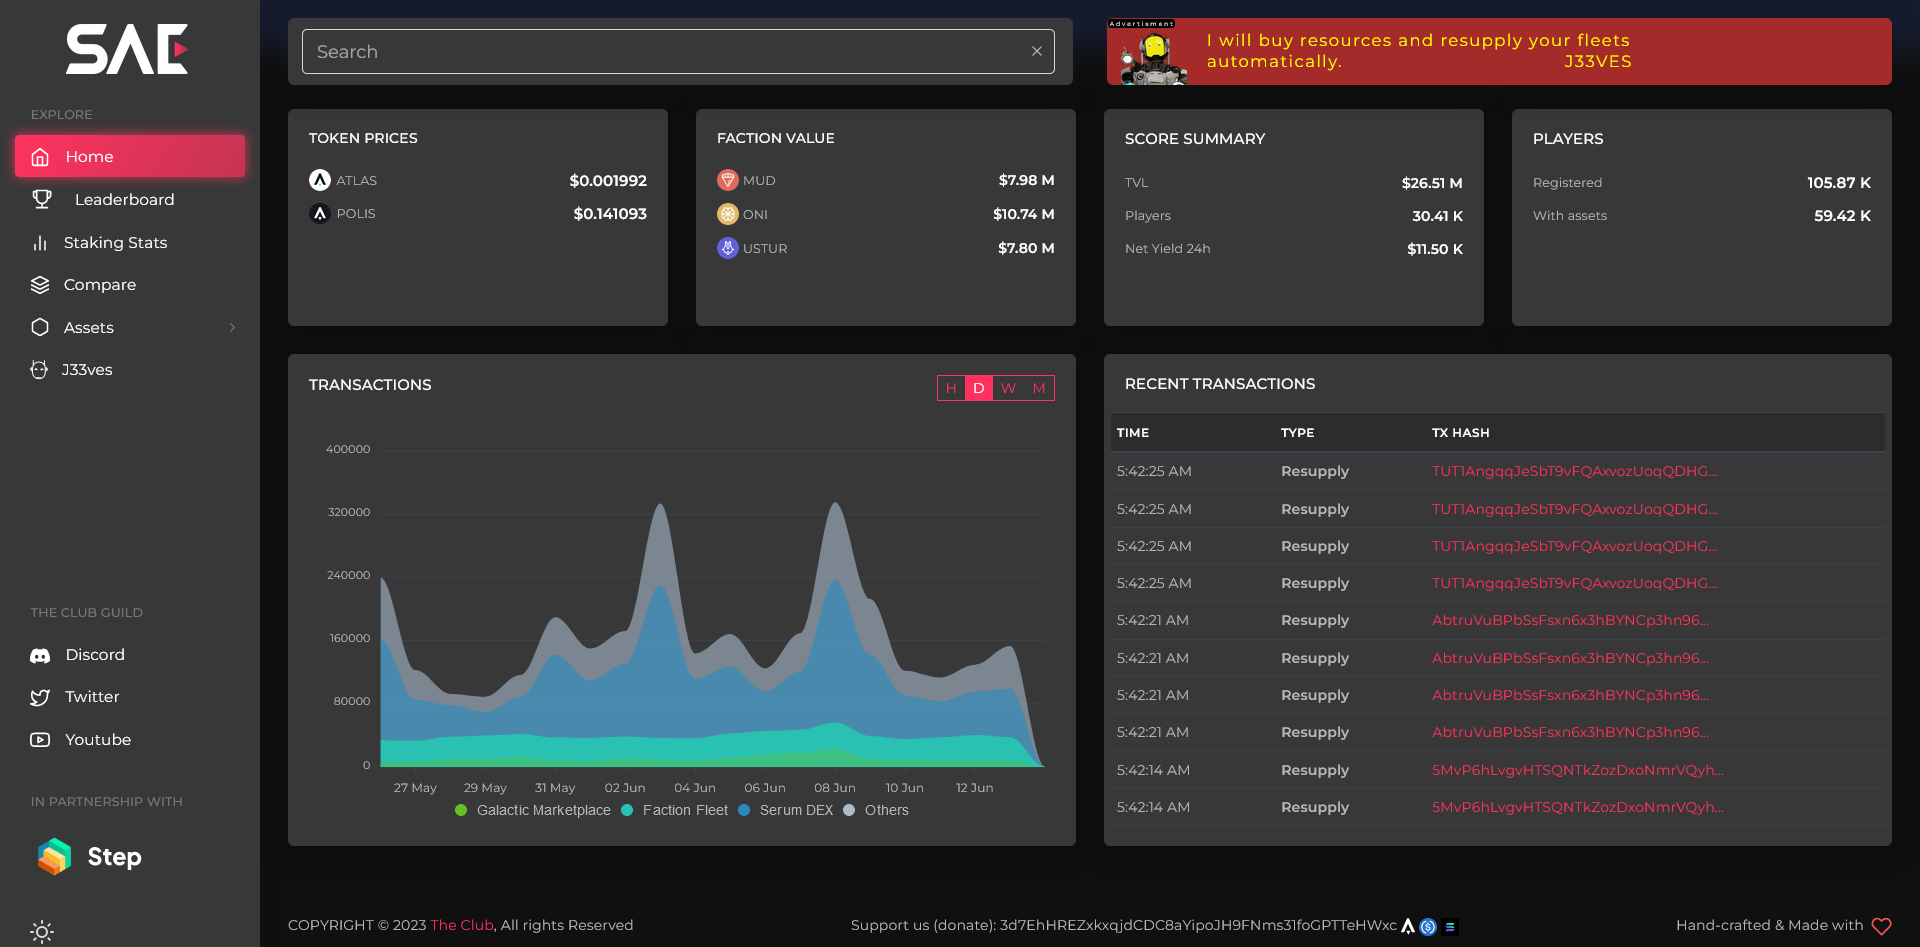 SAE
EXPLORE
Home
Leaderboard
Staking Stats
Compare
Assets
J33ves
THE CLUB GUILD
Discord
Twitter
Youtube
IN PARTNERSHIP WITH
Step
Search
Advertisment
I will buy resources and resupply your fleets
automatically. J33VES
TOKEN PRICES
ATLAS $0.001992
POLIS $0.141093
FACTION VALUE
MUD $7.98 M
ONI $10.74 M
USTUR $7.80 M
SCORE SUMMARY
TVL $26.51 M
Players 30.41 K
Net Yield 24h $11.50 K
PLAYERS
Registered 105.87 K
With assets 59.42 K
TRANSACTIONS
H D W M
400000
320000
240000
160000
80000
0
27 May 29 May 31 May 02 Jun 04 Jun 06 Jun 08 Jun 10 Jun 12 Jun
Galactic Marketplace Faction Fleet Serum DEX Others
RECENT TRANSACTIONS
TIME TYPE TX HASH
5:42:25 AM Resupply TUT1AngqqJeSbT9vFQAxvozUoqQDHG...
5:42:25 AM Resupply TUT1AngqqJeSbT9vFQAxvozUoqQDHG...
5:42:25 AM Resupply TUT1AngqqJeSbT9vFQAxvozUoqQDHG...
5:42:25 AM Resupply TUT1AngqqJeSbT9vFQAxvozUoqQDHG...
5:42:21 AM Resupply AbtruVuBPbSsFsxn6x3hBYNCp3hn96...
5:42:21 AM Resupply AbtruVuBPbSsFsxn6x3hBYNCp3hn96...
5:42:21 AM Resupply AbtruVuBPbSsFsxn6x3hBYNCp3hn96...
5:42:21 AM Resupply AbtruVuBPbSsFsxn6x3hBYNCp3hn96...
5:42:14 AM Resupply 5MvP6hLvgvHTSQNTkZozDxoNmrVQyh...
5:42:14 AM Resupply 5MvP6hLvgvHTSQNTkZozDxoNmrVQyh...
COPYRIGHT © 2023 The Club, All rights Reserved
Support us (donate): 3d7EhHREZxkxqjdCDC8aYipoJH9FNms31foGPTTeHWxc
Hand-crafted & Made with